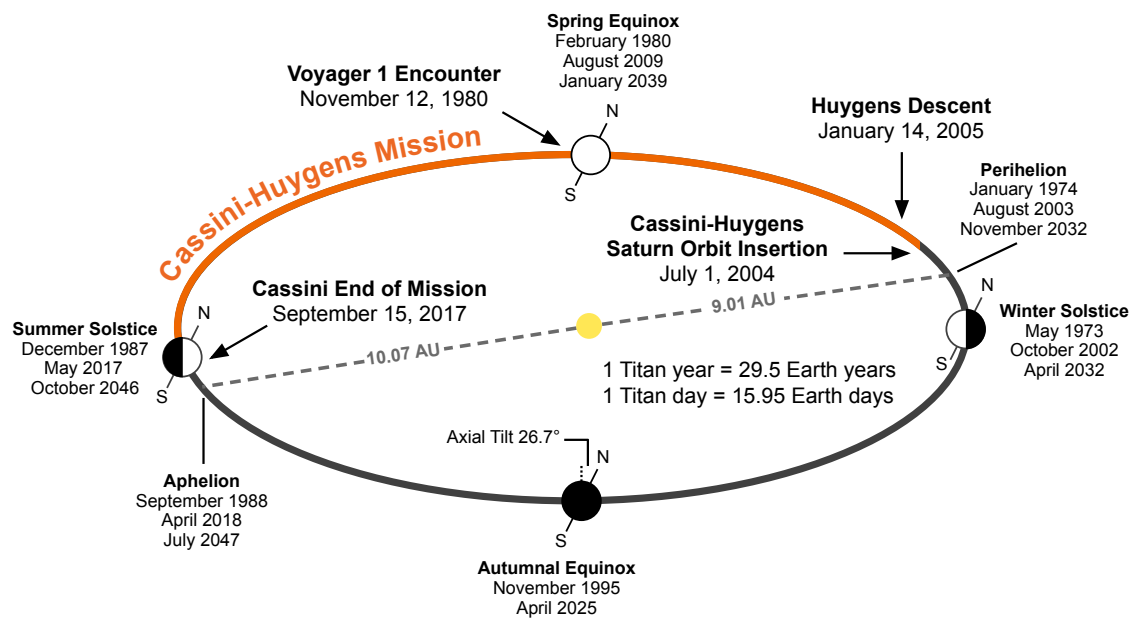 Spring Equinox
February 1980
August 2009
January 2039
Voyager 1 Encounter
November 12, 1980
N
S
Huygens Descent
January 14, 2005
Cassini-Huygens Mission
Perihelion
January 1974
August 2003
November 2032
Cassini-Huygens
Saturn Orbit Insertion
July 1, 2004
Cassini End of Mission
September 15, 2017
9.01 AU
10.07 AU
N
S
Summer Solstice
December 1987
May 2017
October 2046
N
S
Winter Solstice
May 1973
October 2002
April 2032
1 Titan year = 29.5 Earth years
1 Titan day = 15.95 Earth days
Axial Tilt 26.7°
N
S
Aphelion
September 1988
April 2018
July 2047
Autumnal Equinox
November 1995
April 2025